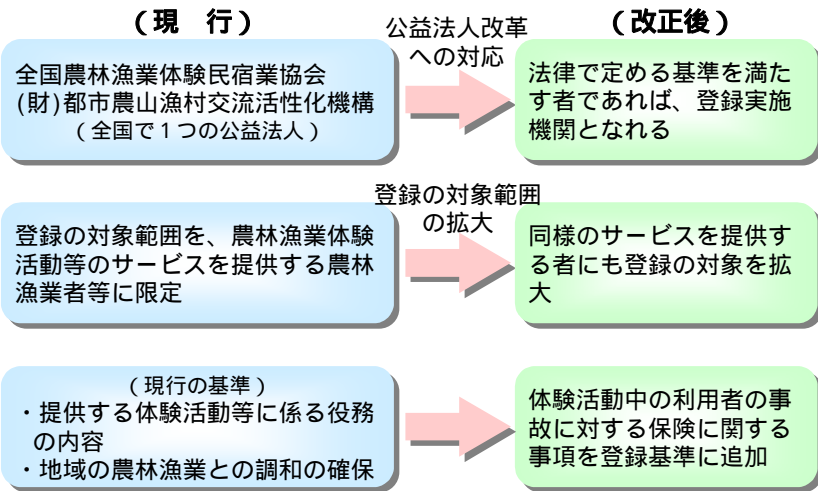 （現　行）
公益法人改革
への対応
（改正後）
全国農林漁業体験民宿業協会
(財)都市農山漁村交流活性化機構
（全国で１つの公益法人）
法律で定める基準を満た
す者であれば、登録実施
機関となれる
登録の対象範囲
の拡大
登録の対象範囲を、農林漁業体験
活動等のサービスを提供する農林
漁業者等に限定
同様のサービスを提供す
る者にも登録の対象を拡
大
（現行の基準）
・提供する体験活動等に係る役務
の内容
・地域の農林漁業との調和の確保
体験活動中の利用者の事
故に対する保険に関する
事項を登録基準に追加